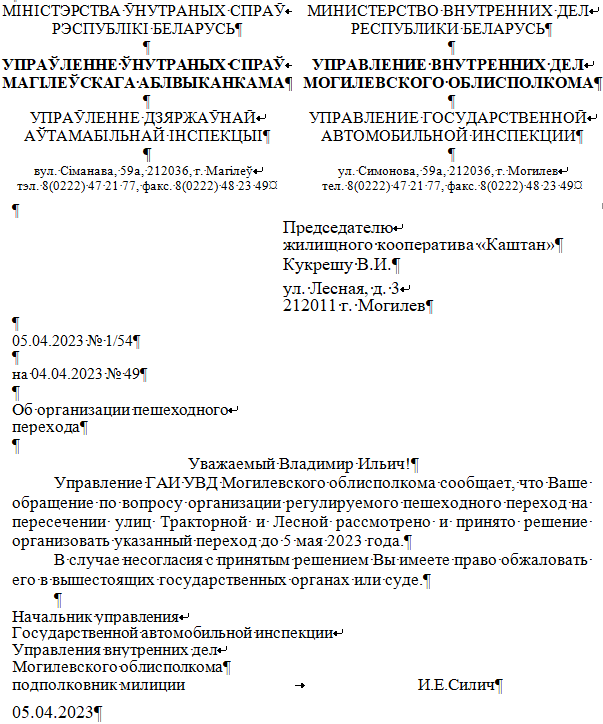 МІНІСТЭРСТВА ЎНУТРАНЫХ СПРАЎ
РЭСПУБЛІКІ БЕЛАРУСЬ¶
¶
УПРАЎЛЕННЕ ЎНУТРАНЫХ СПРАЎ
МАГІЛЕЎСКАГА АБЛВЫКАНКАМА¶
¶
УПРАЎЛЕННЕ ДЗЯРЖАЎНАЙ
АЎТАМАБІЛЬНАЙ ІНСПЕКЦЫІ¶
¶
вул. Сіманава, 59а, 212036, г. Магілеў
тэл. 8(0222) 47 21 77, факс. 8(0222) 48 23 49¤
МИНИСТЕРСТВО ВНУТРЕННИХ ДЕЛ
РЕСПУБЛИКИ БЕЛАРУСЬ¶
¶
УПРАВЛЕНИЕ ВНУТРЕННИХ ДЕЛ
МОГИЛЕВСКОГО ОБЛИСПОЛКОМА¶
¶
УПРАВЛЕНИЕ ГОСУДАРСТВЕННОЙ
АВТОМОБИЛЬНОЙ ИНСПЕКЦИИ¶
¶
ул. Симонова, 59а, 212036, г. Могилев
тел. 8(0222) 47 21 77, факс. 8(0222) 48 23 49¤
¶
Председателю
жилищного кооператива «Каштан»¶
Кукрешу В.И.¶
ул. Лесная, д. 3
212011 г. Могилев¶
¶
05.04.2023 № 1/54¶
¶
на 04.04.2023 № 49¶
¶
Об организации пешеходного
перехода¶
¶
Уважаемый Владимир Ильич!¶
Управление ГАИ УВД Могилевского облисполкома сообщает, что Ваше
обращение по вопросу организации регулируемого пешеходного переход на
пересечении улиц Тракторной и Лесной рассмотрено и принято решение
организовать указанный переход до 5 мая 2023 года.¶
В случае несогласия с принятым решением Вы имеете право обжаловать
его в вышестоящих государственных органах или суде.¶
¶
Начальник управления
Государственной автомобильной инспекции
Управления внутренних дел
Могилевского облисполкома¶
подполковник милиции → И.Е.Силич¶
05.04.2023¶